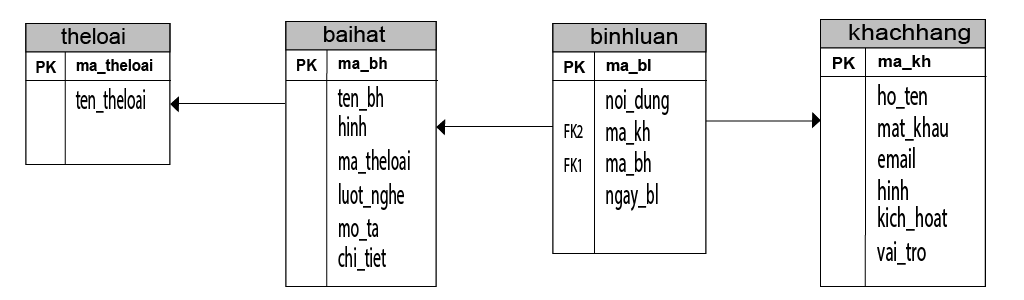 theloai
PK ma_theloai
ten_theloai
baihat
PK ma_bh
ten_bh
hinh
ma_theloai
luot_nghe
mo_ta
chi_tiet
binhluan
PK ma_bl
noi_dung
FK2 ma_kh
FK1 ma_bh
ngay_bl
khachhang
PK ma_kh
ho_ten
mat_khau
email
hinh
kich_hoat
vai_tro